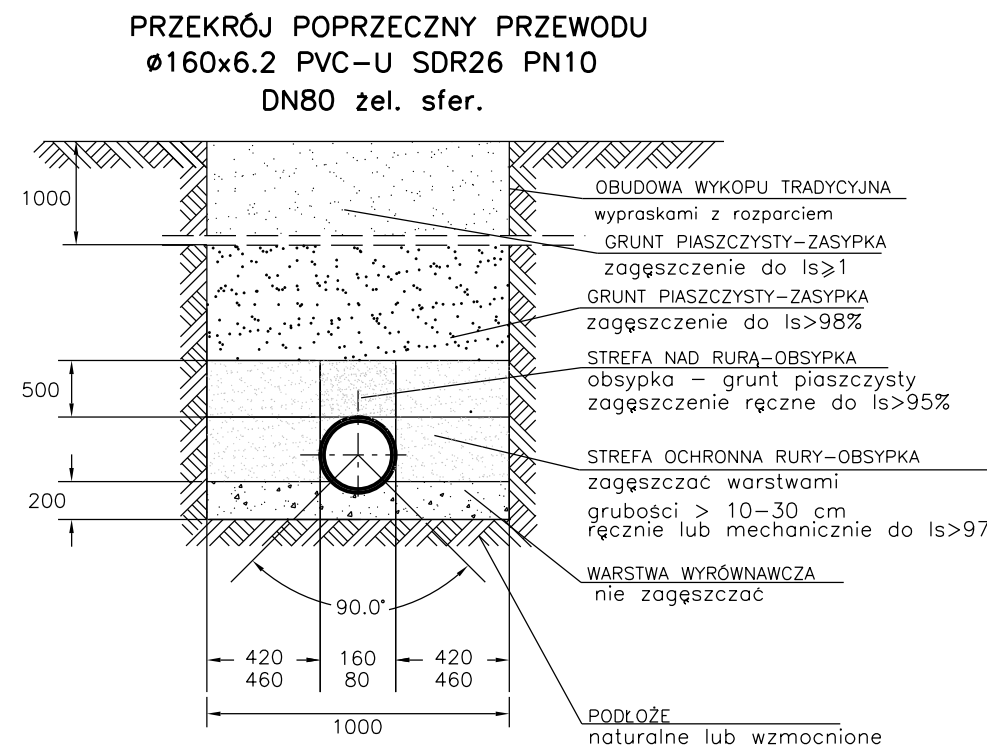 PRZEKRÓJ POPRZECZNY PRZEWODU
ø160x6.2 PVC-U SDR26 PN10
DN80 żel. sfer.
1000
OBUDOWA WYKOPU TRADYCYJNA
wypraskami z rozparciem
GRUNT PIASZCZYSTY-ZASYPKA
zagęszczenie do Is⩾1
GRUNT PIASZCZYSTY-ZASYPKA
zagęszczenie do Is>98%
500
STREFA NAD RURĄ-OBSYPKA
obsypka - grunt piaszczysty
zagęszczenie ręczne do Is>95%
STREFA OCHRONNA RURY-OBSYPKA
zagęszczać warstwami
grubości > 10-30 cm
ręcznie lub mechanicznie do Is>97
200
WARSTWA WYRÓWNAWCZA
nie zagęszczać
90.0°
420 160 420
460 80 460
1000
PODŁOŻE
naturalne lub wzmocnione